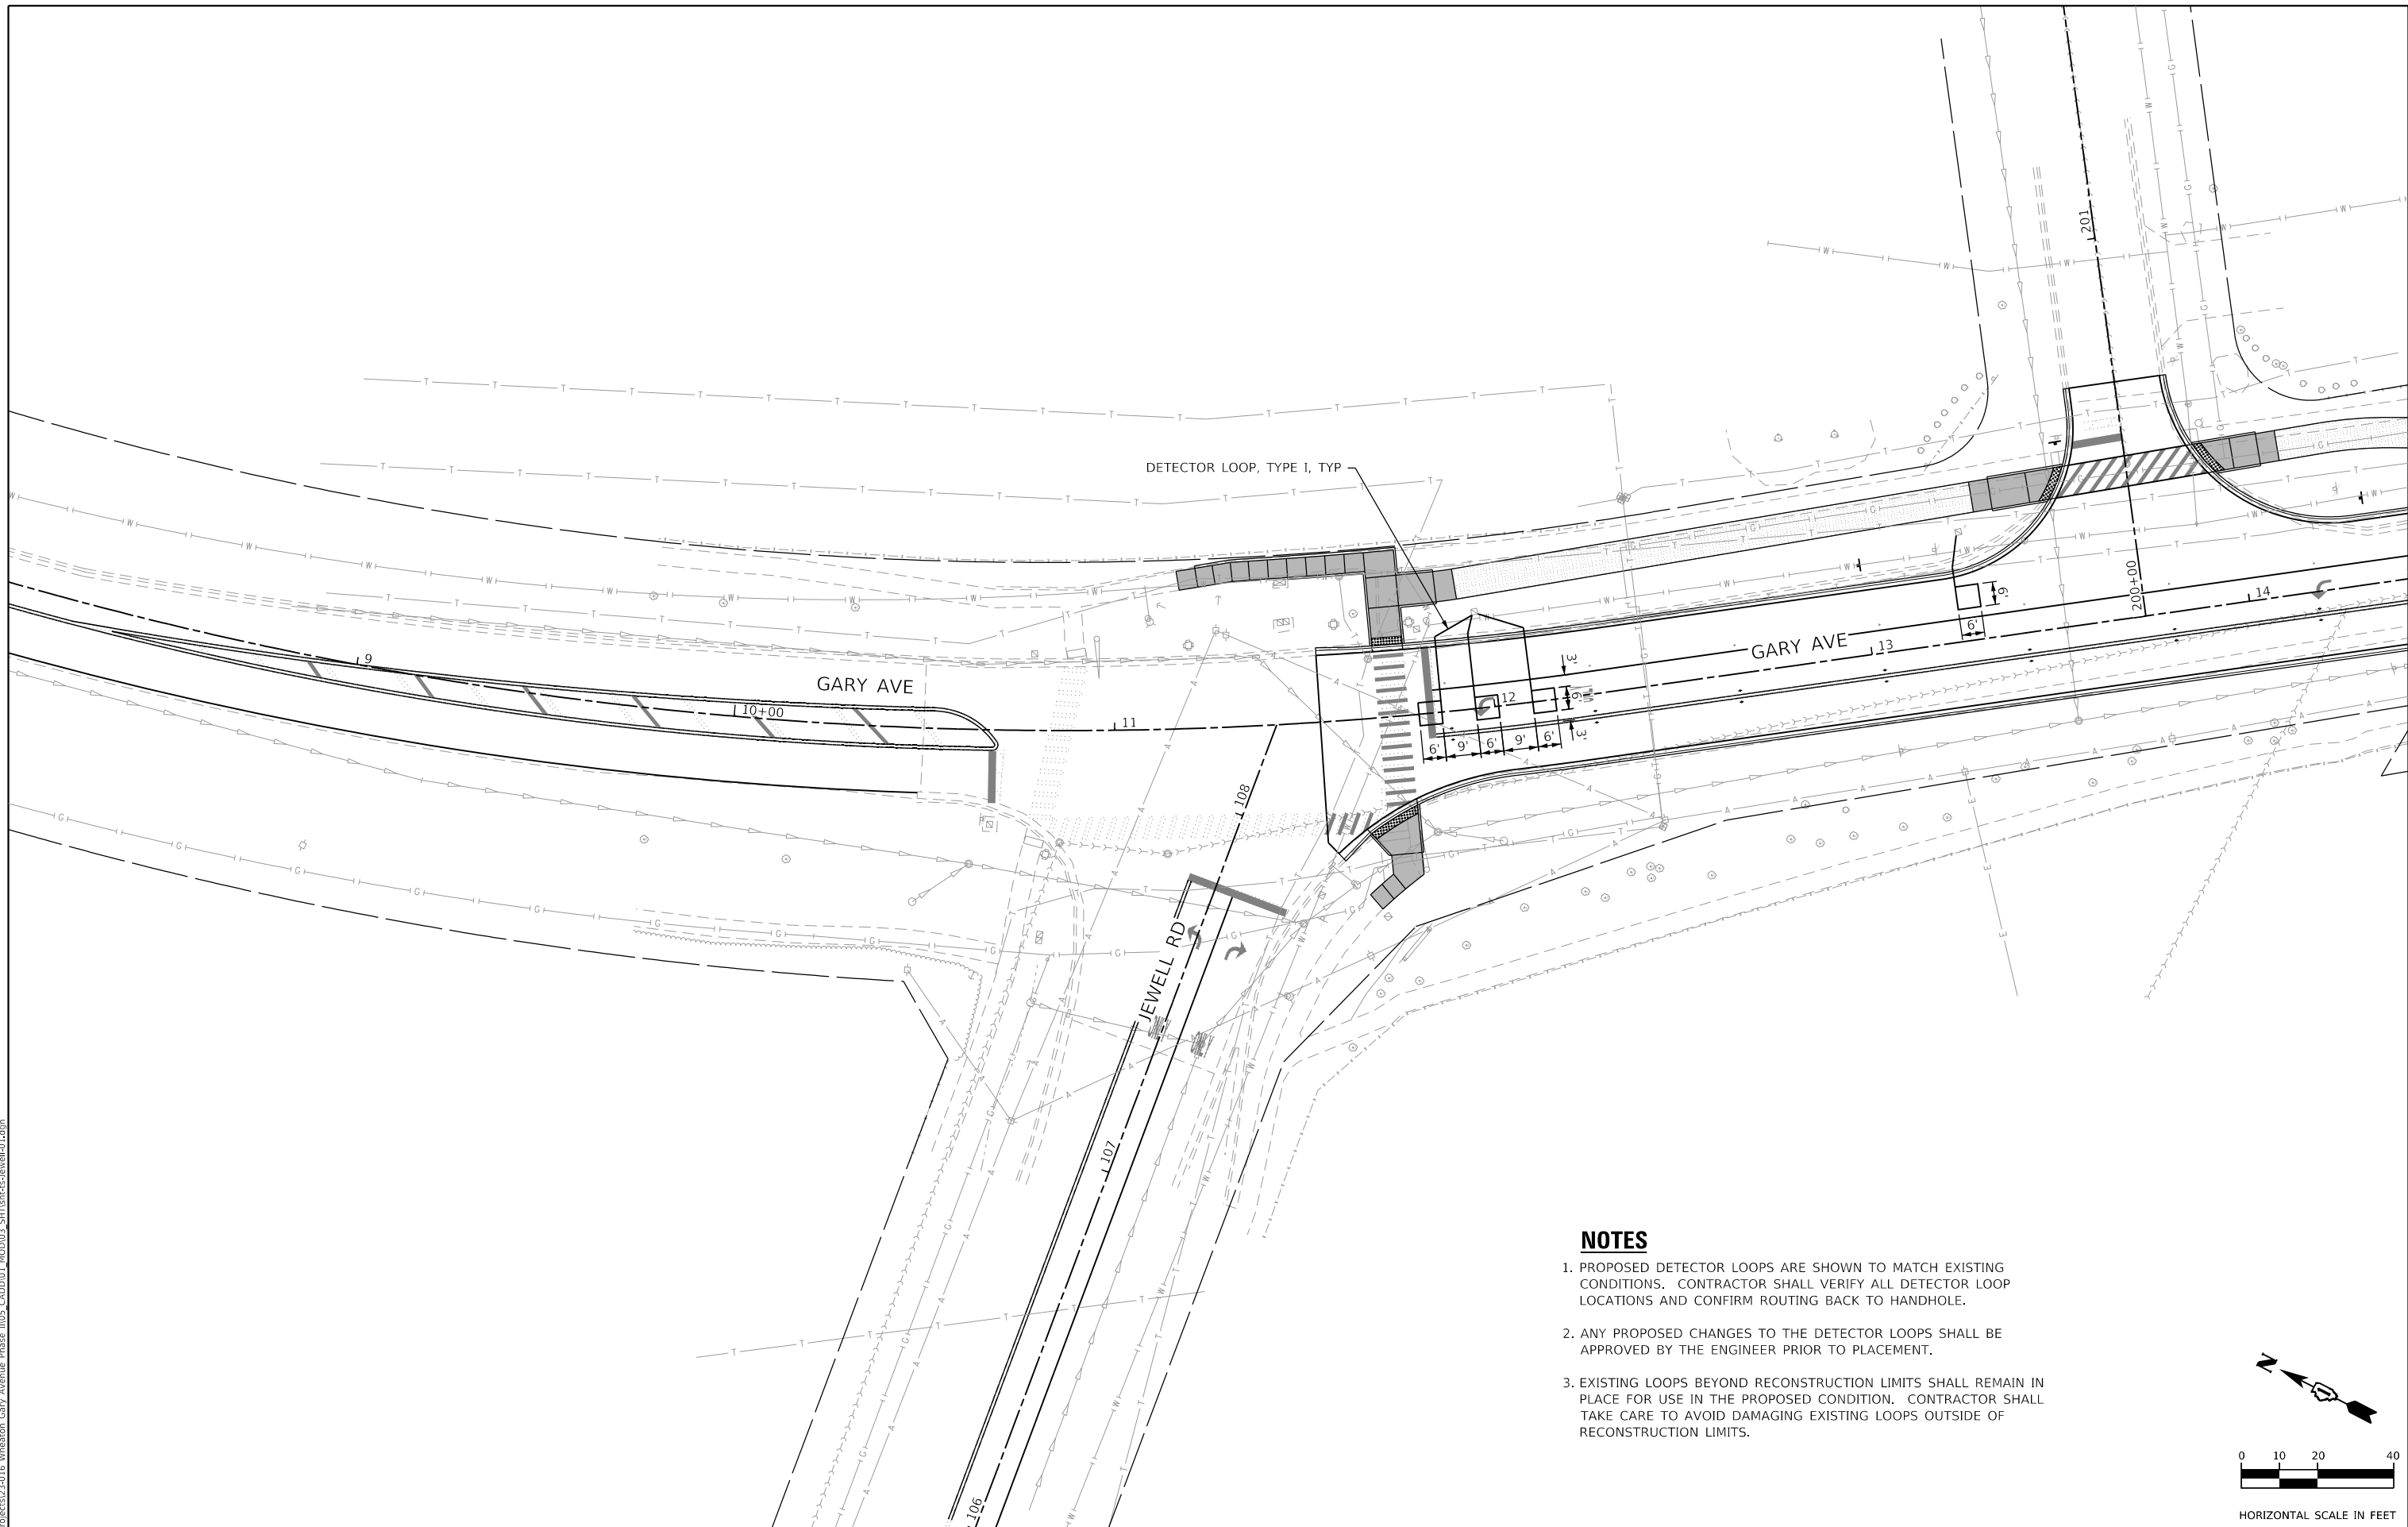 201
DETECTOR LOOP, TYPE I, TYP
200+00
14
6'
6'
GARY AVE
13
9
GARY AVE
10+00
11
12
3'
6'
3'
6'
9'
6'
9'
6'
108
JEWELL RD
107
106
NOTES
1. PROPOSED DETECTOR LOOPS ARE SHOWN TO MATCH EXISTING
CONDITIONS. CONTRACTOR SHALL VERIFY ALL DETECTOR LOOP
LOCATIONS AND CONFIRM ROUTING BACK TO HANDHOLE.
2. ANY PROPOSED CHANGES TO THE DETECTOR LOOPS SHALL BE
APPROVED BY THE ENGINEER PRIOR TO PLACEMENT.
3. EXISTING LOOPS BEYOND RECONSTRUCTION LIMITS SHALL REMAIN IN
PLACE FOR USE IN THE PROPOSED CONDITION. CONTRACTOR SHALL
TAKE CARE TO AVOID DAMAGING EXISTING LOOPS OUTSIDE OF
RECONSTRUCTION LIMITS.
N
0 10 20 40
HORIZONTAL SCALE IN FEET